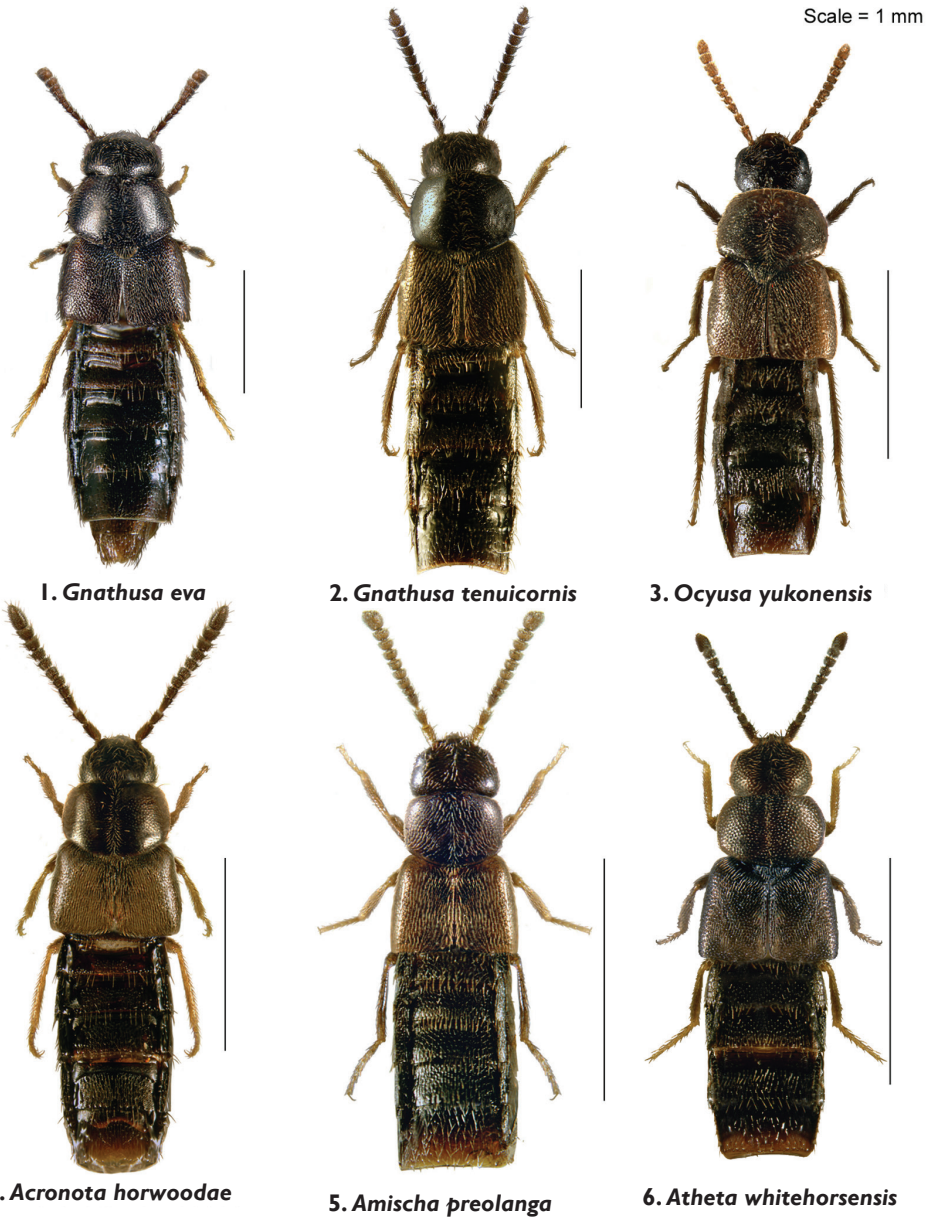 Scale = 1 mm
1. Gnathusa eva
2. Gnathusa tenuicornis
3. Ocyusa yukonensis
. Acronota horwoodae
5. Amischa preolanga
6. Atheta whitehorsensis